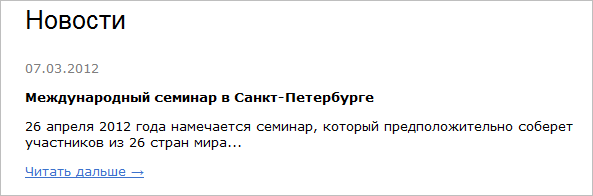 Новости
07.03.2012
Международный семинар в Санкт-Петербурге
26 апреля 2012 года намечается семинар, который предположительно соберет
участников из 26 стран мира...
Читать дальше →